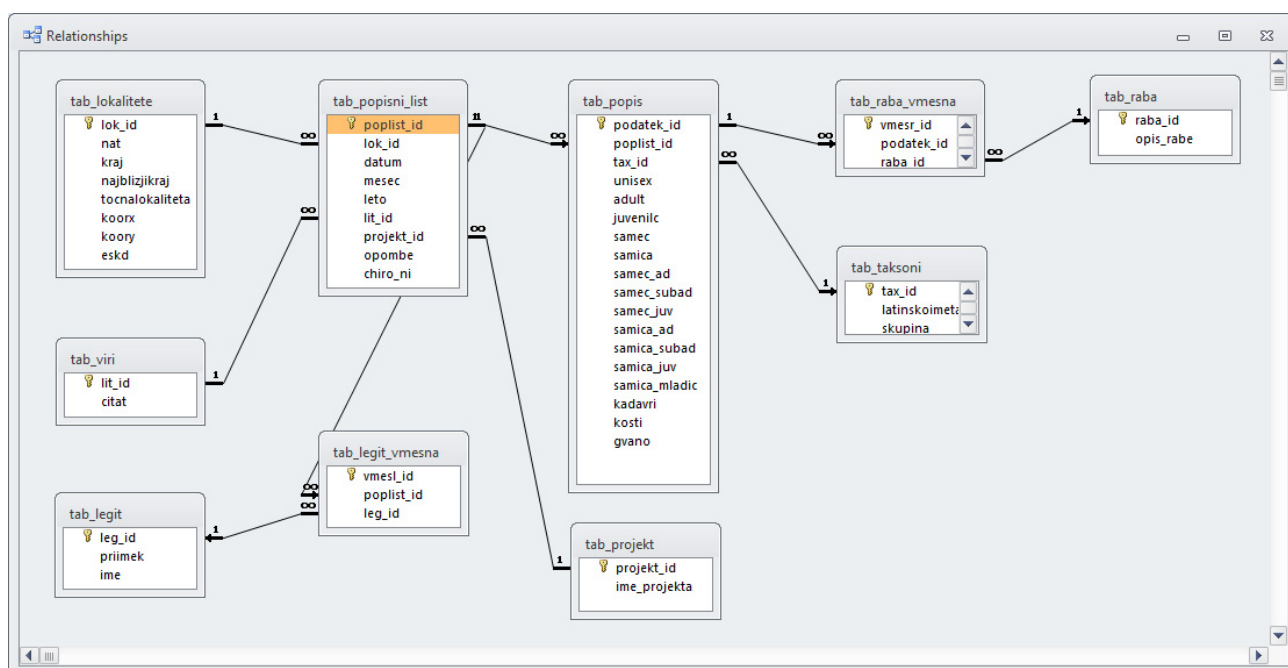 Relationships
tab_lokalitete
lok_id
nat
kraj
najblizjikraj
tocnalokaliteta
koorx
koory
eskd
tab_popisni_list
poplist_id
lok_id
datum
mesec
leto
lit_id
projekt_id
opombe
chiro_ni
tab_popis
podatek_id
poplist_id
tax_id
unisex
adult
juvenilc
samec
samica
samec_ad
samec_subad
samec_juv
samica_ad
samica_subad
samica_juv
samica_mladic
kadavri
kosti
gvano
tab_raba_vmesna
vmesr_id
podatek_id
raba_id
tab_raba
raba_id
opis_rabe
tab_taksoni
tax_id
latinskoimeta
skupina
tab_viri
lit_id
citat
tab_legit_vmesna
vmesl_id
poplist_id
leg_id
tab_legit
leg_id
priimek
ime
tab_projekt
projekt_id
ime_projekta
1
∞
1
∞
11
∞
∞
1
∞
∞
1
∞
1
1
∞
∞
1
1